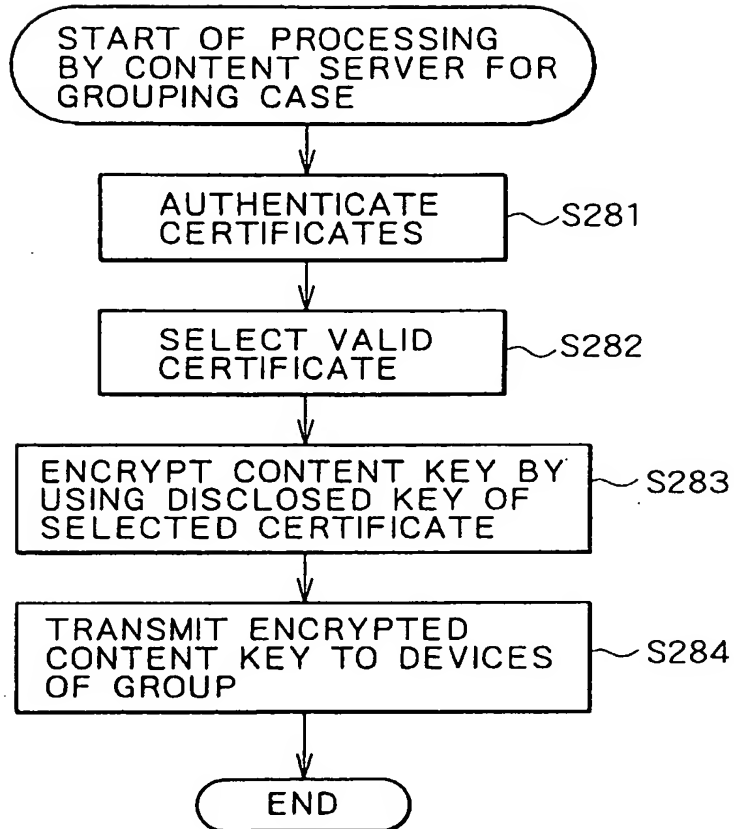 START OF PROCESSING
BY CONTENT SERVER FOR
GROUPING CASE
AUTHENTICATE
CERTIFICATES
S281
SELECT VALID
CERTIFICATE
S282
ENCRYPT CONTENT KEY BY
USING DISCLOSED KEY OF
SELECTED CERTIFICATE
S283
TRANSMIT ENCRYPTED
CONTENT KEY TO DEVICES
OF GROUP
S284
END